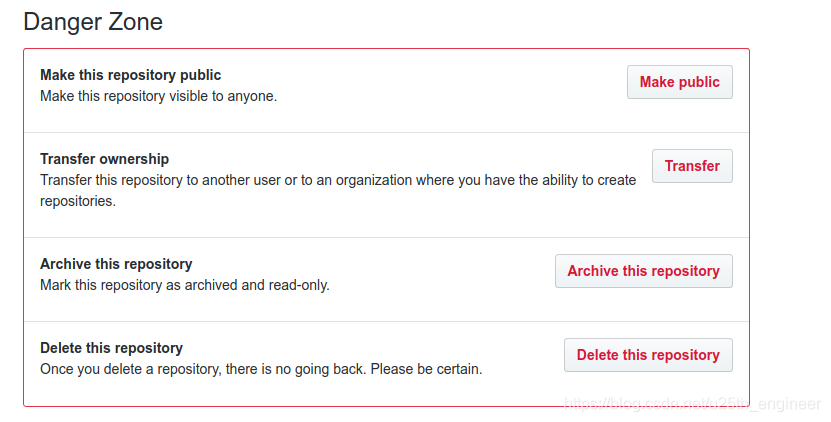 Danger Zone
Make this repository public
Make this repository visible to anyone.
Make public
Transfer ownership
Transfer this repository to another user or to an organization where you have the ability to create
repositories.
Transfer
Archive this repository
Mark this repository as archived and read-only.
Archive this repository
Delete this repository
Once you delete a repository, there is no going back. Please be certain.
Delete this repository
https://blog.csdn.net/u25th_engineer